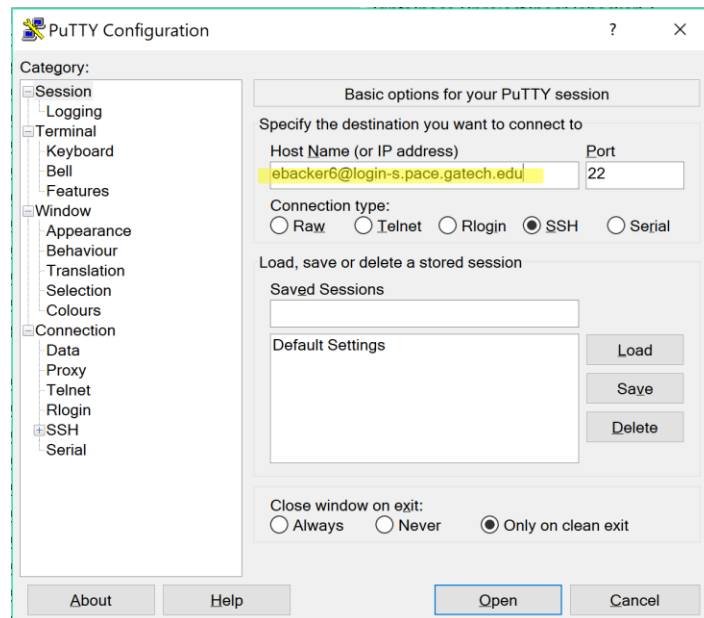 PuTTY Configuration
Category:
Session
Logging
Terminal
Keyboard
Bell
Features
Window
Appearance
Behaviour
Translation
Selection
Colours
Connection
Data
Proxy
Telnet
Rlogin
SSH
Serial
Basic options for your PuTTY session
Specify the destination you want to connect to
Host Name (or IP address) Port
ebacker6@login-s.pace.gatech.edu 22
Connection type:
Raw Telnet Rlogin SSH Serial
Load, save or delete a stored session
Saved Sessions
Default Settings
Load
Save
Delete
Close window on exit:
Always Never Only on clean exit
About Help Open Cancel